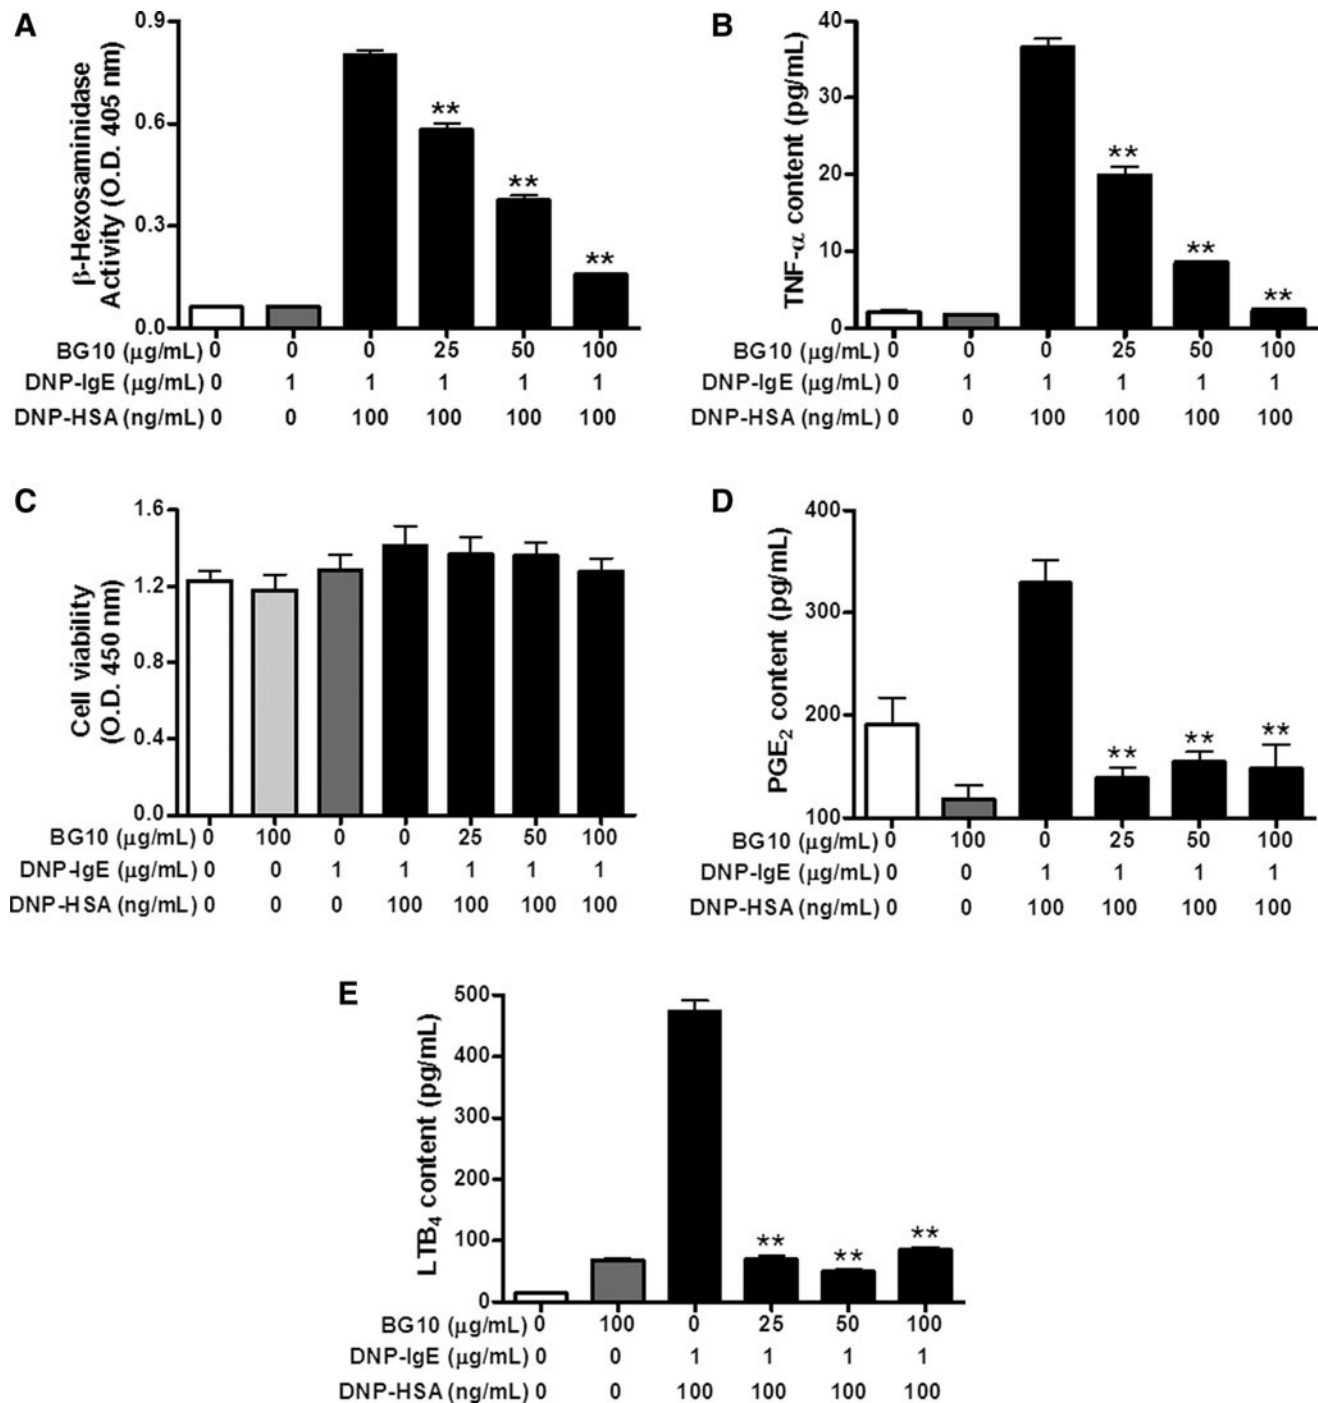 A
β-Hexosaminidase
Activity (O.D. 405 nm)
0.9
0.6
0.3
0.0
** ** **
BG10 (μg/mL) 0 0 0 25 50 100
DNP-IgE (μg/mL) 0 1 1 1 1 1
DNP-HSA (ng/mL) 0 0 100 100 100 100
B
TNF-α content (pg/mL)
40
30
20
10
0
** ** **
BG10 (μg/mL) 0 0 0 25 50 100
DNP-IgE (μg/mL) 0 1 1 1 1 1
DNP-HSA (ng/mL) 0 0 100 100 100 100
C
Cell viability
(O.D. 450 nm)
1.6
1.2
0.8
0.4
0.0
BG10 (μg/mL) 0 100 0 0 25 50 100
DNP-IgE (μg/mL) 0 0 1 1 1 1 1
DNP-HSA (ng/mL) 0 0 0 100 100 100 100
D
PGE₂ content (pg/mL)
400
300
200
100
** ** **
BG10 (μg/mL) 0 100 0 25 50 100
DNP-IgE (μg/mL) 0 0 1 1 1 1
DNP-HSA (ng/mL) 0 0 100 100 100 100
E
LTB₄ content (pg/mL)
500
400
300
200
100
0
** ** **
BG10 (μg/mL) 0 100 0 25 50 100
DNP-IgE (μg/mL) 0 0 1 1 1 1
DNP-HSA (ng/mL) 0 0 100 100 100 100